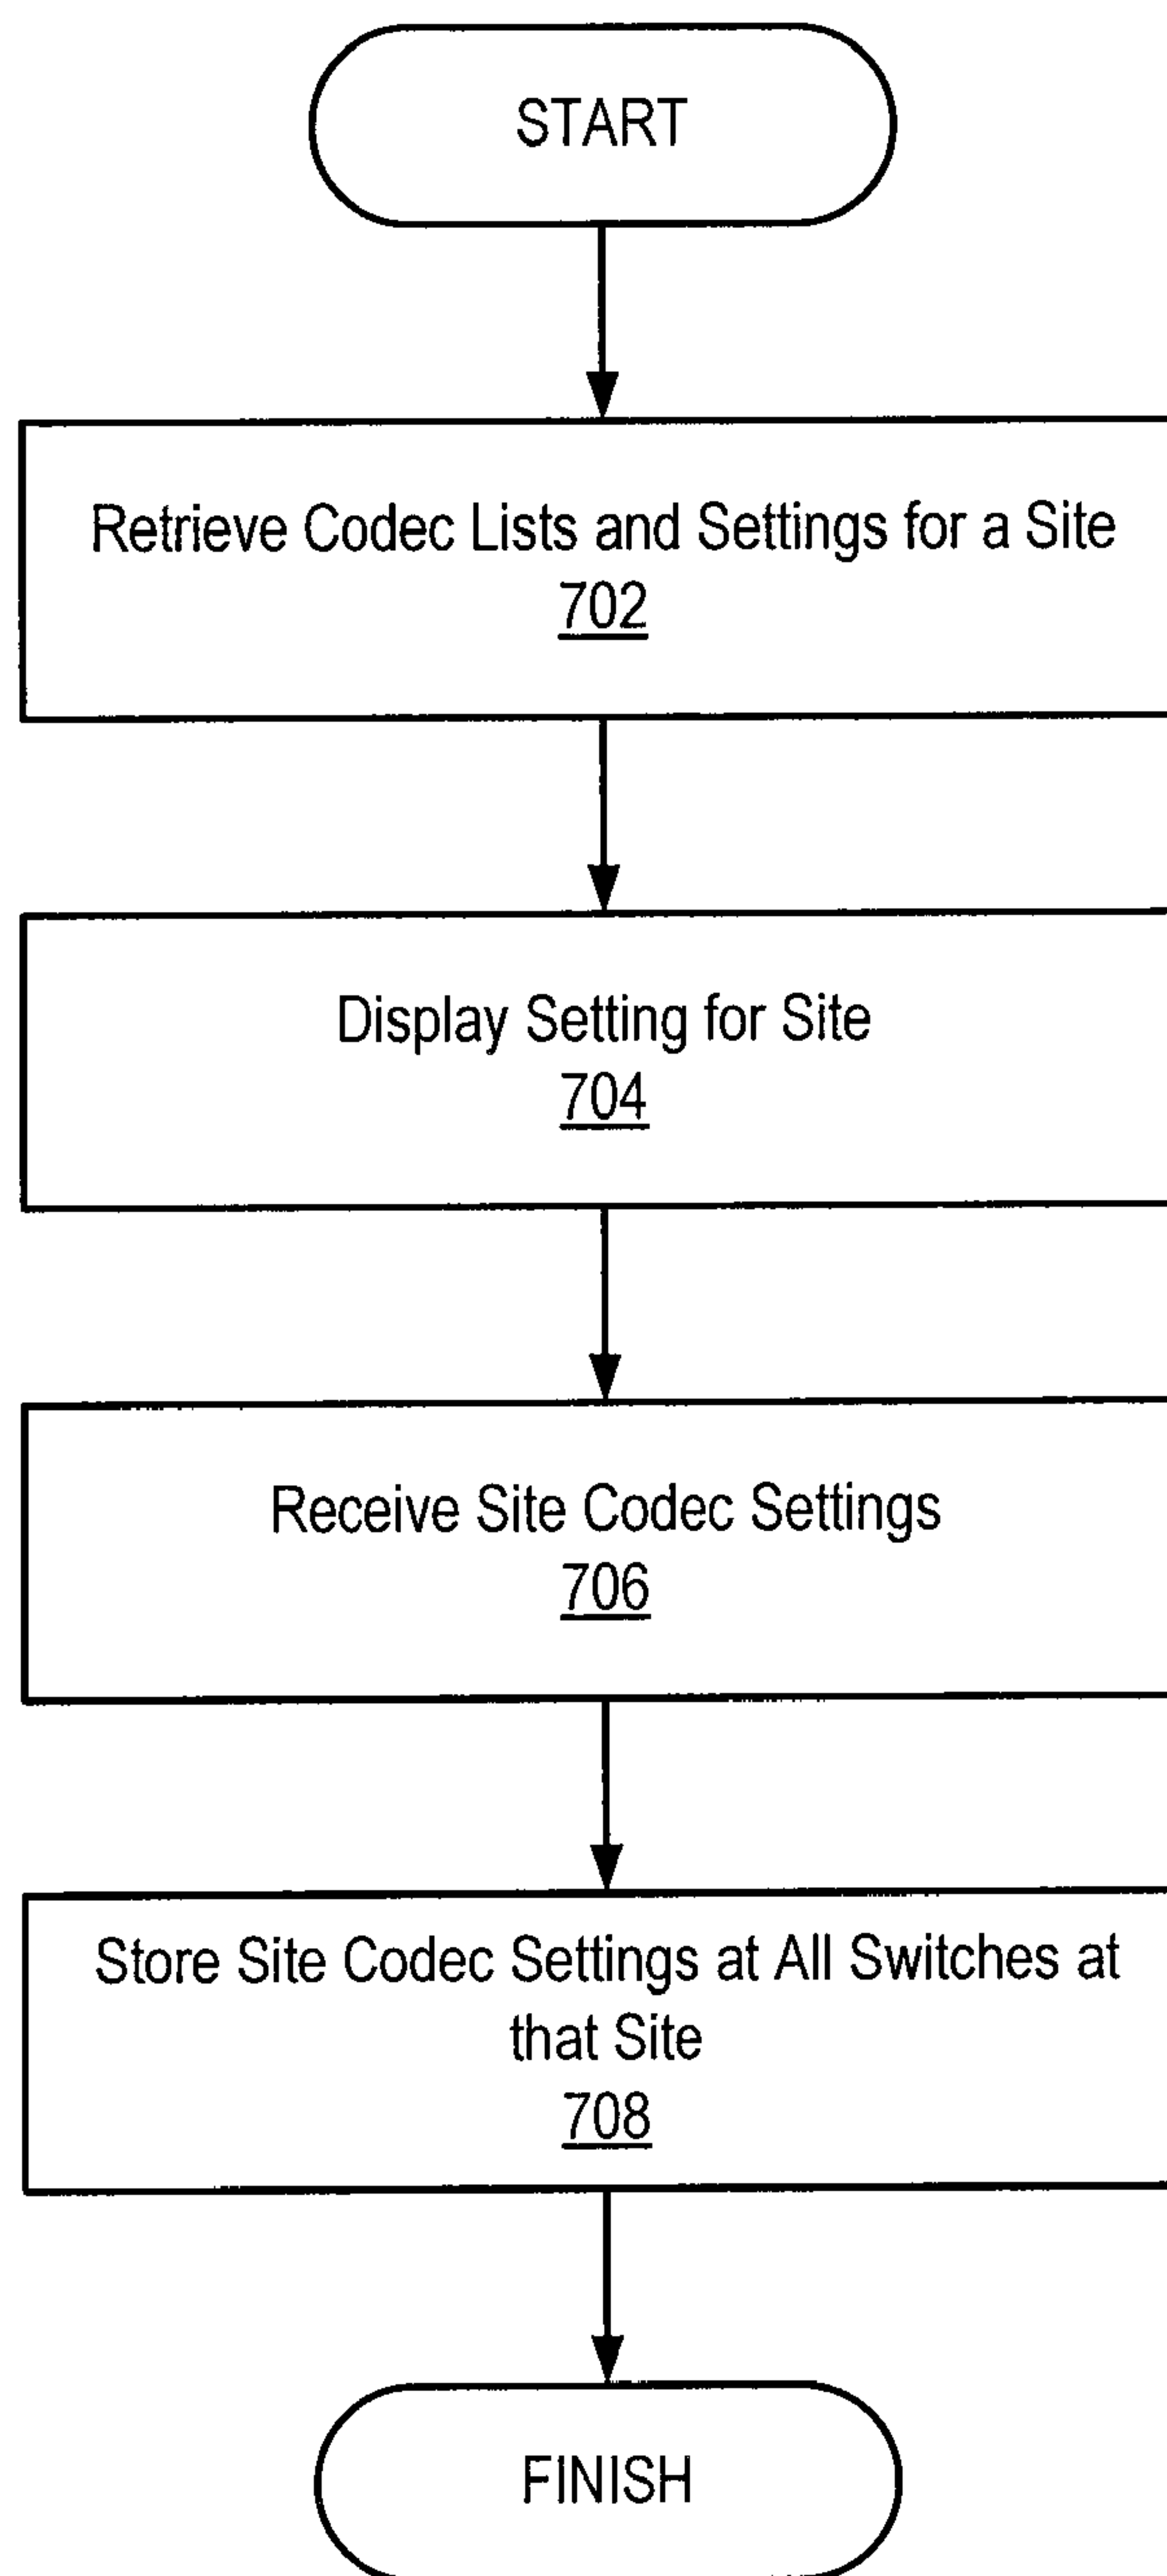 START
Retrieve Codec Lists and Settings for a Site
702
Display Setting for Site
704
Receive Site Codec Settings
706
Store Site Codec Settings at All Switches at
that Site
708
FINISH